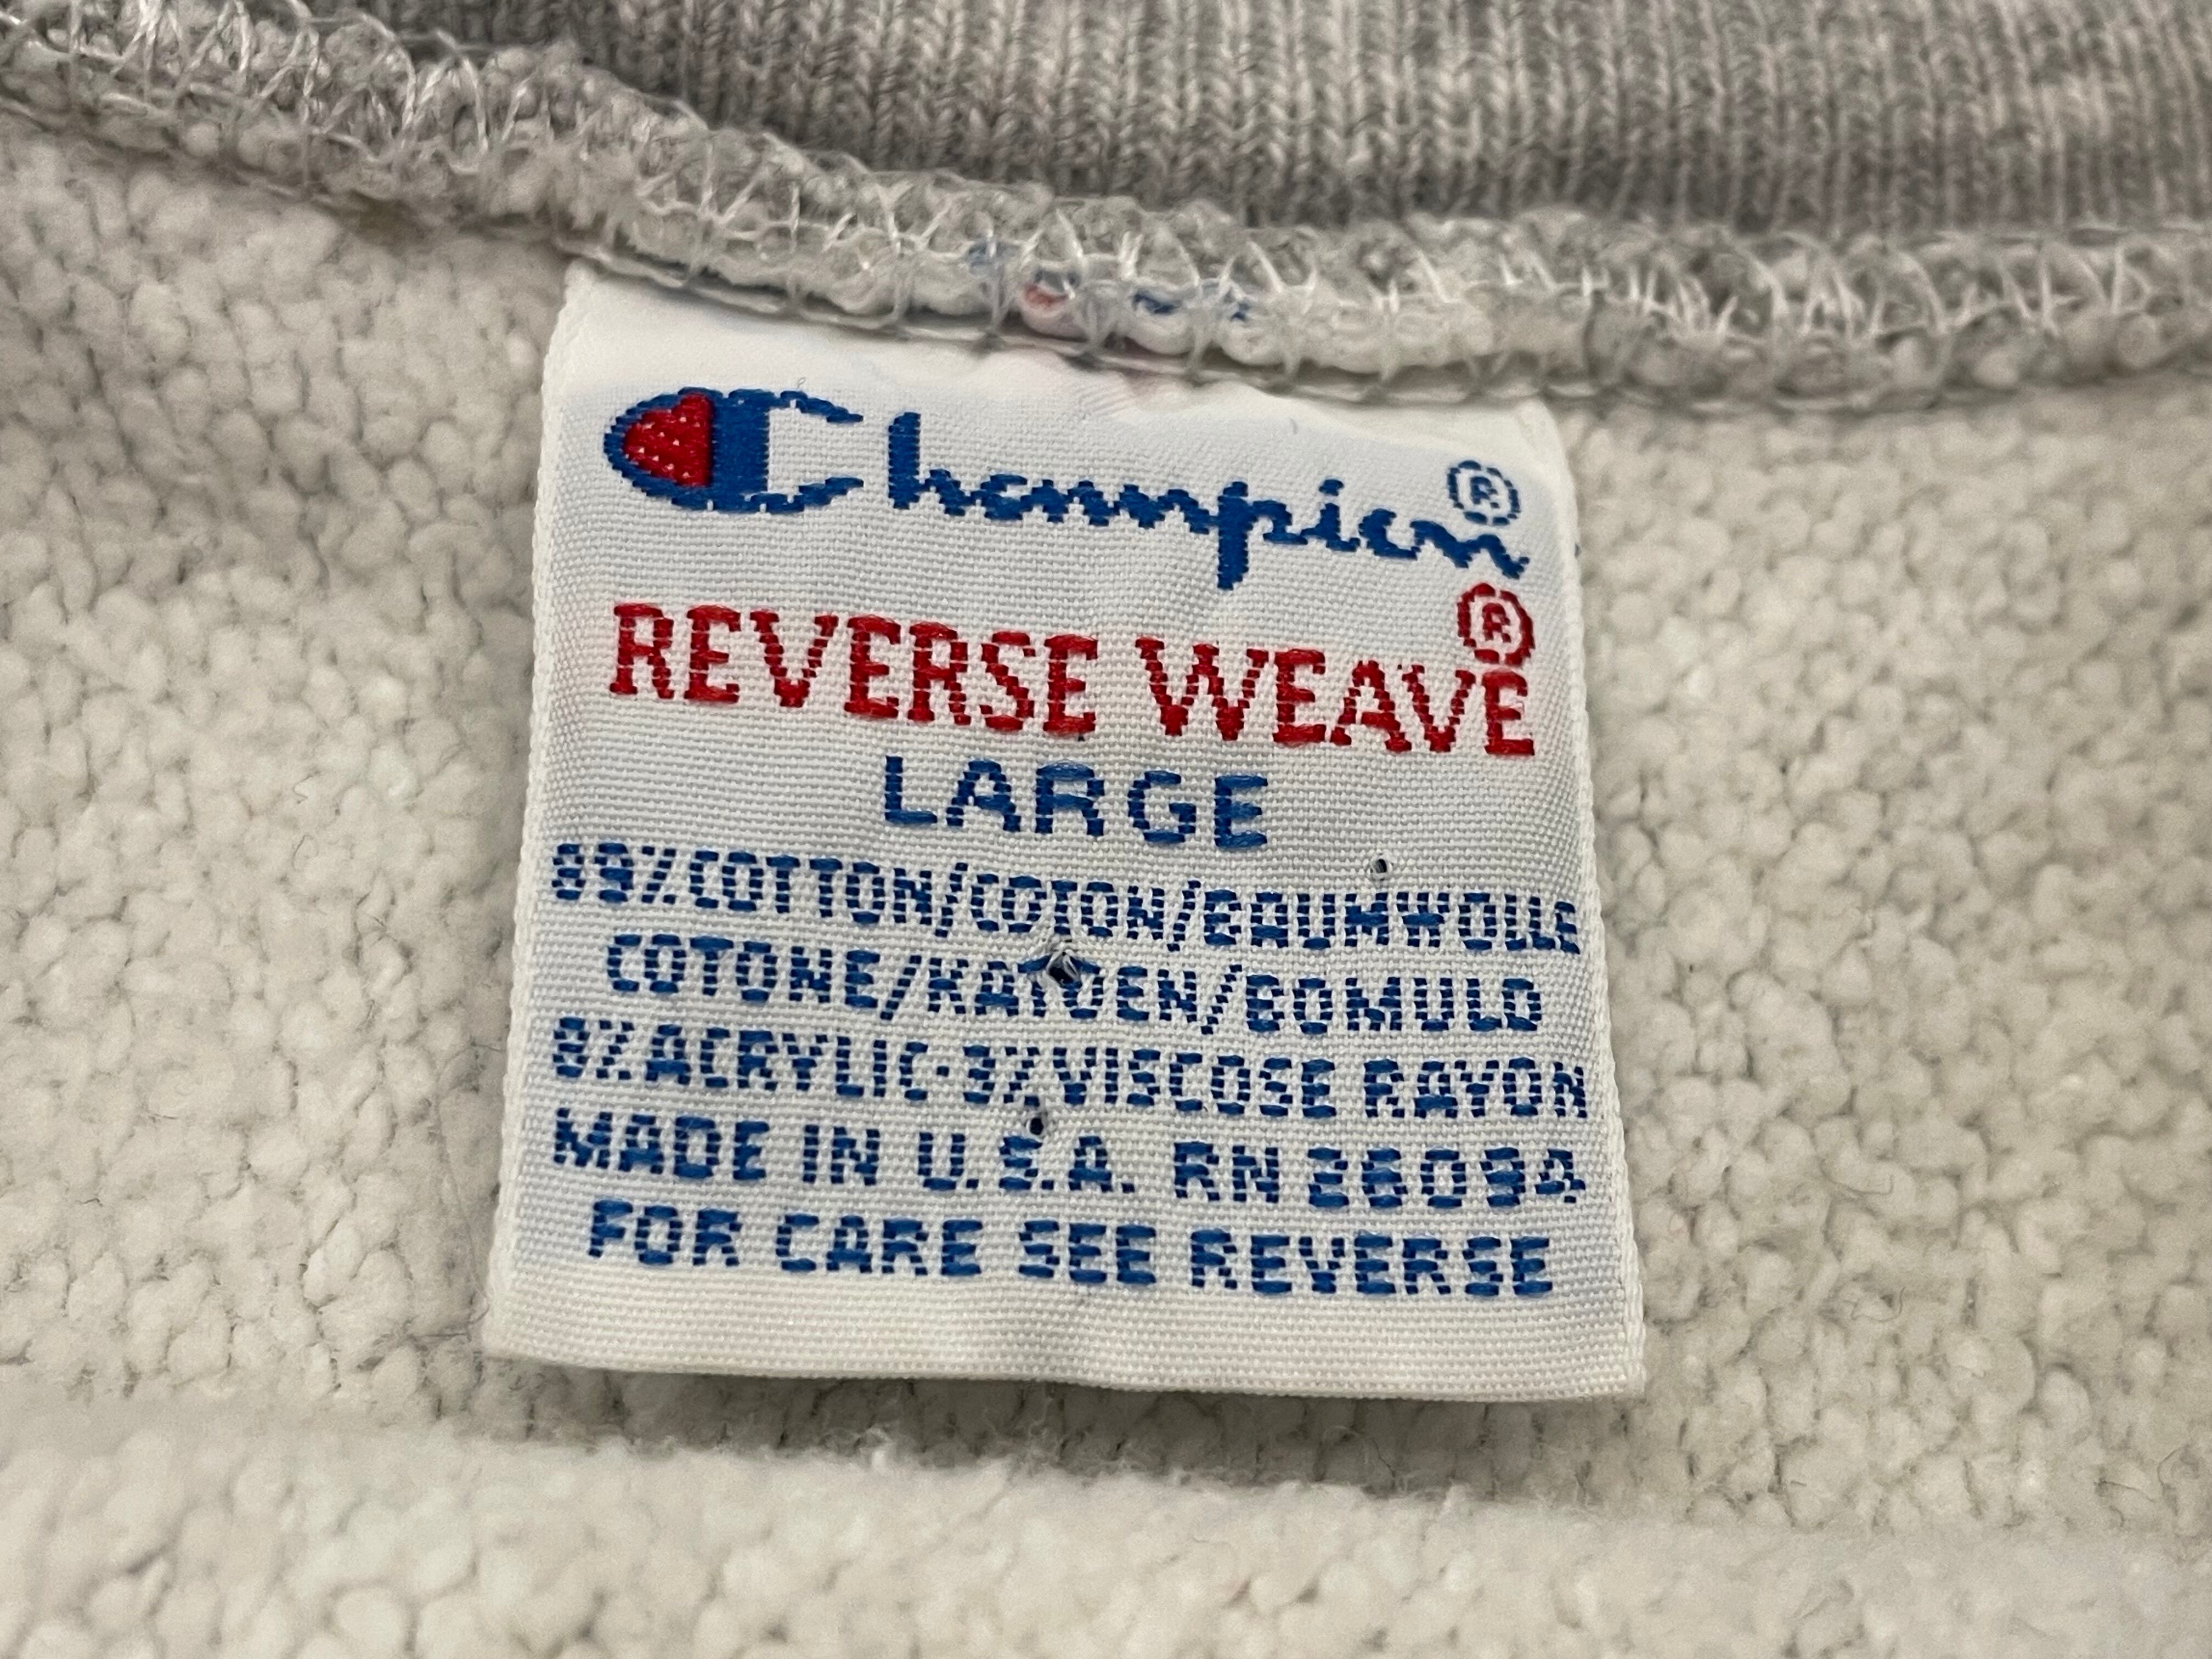 Champion®
REVERSE WEAVE®
LARGE
89%COTTON/COTON/BAUMWOLLE
COTONE/KATOEN/BOMULD
8%ACRYLIC·3%VISCOSE RAYON
MADE IN U.S.A. RN 26094
FOR CARE SEE REVERSE